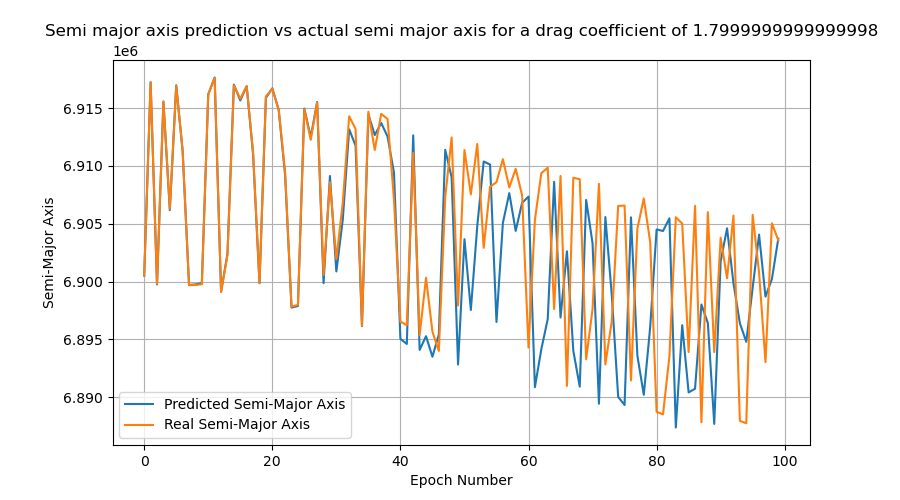 Semi major axis prediction vs actual semi major axis for a drag coefficient of 1.7999999999999998
1e6
6.915
6.910
6.905
6.900
6.895
6.890
Semi-Major Axis
Predicted Semi-Major Axis
Real Semi-Major Axis
0 20 40 60 80 100
Epoch Number